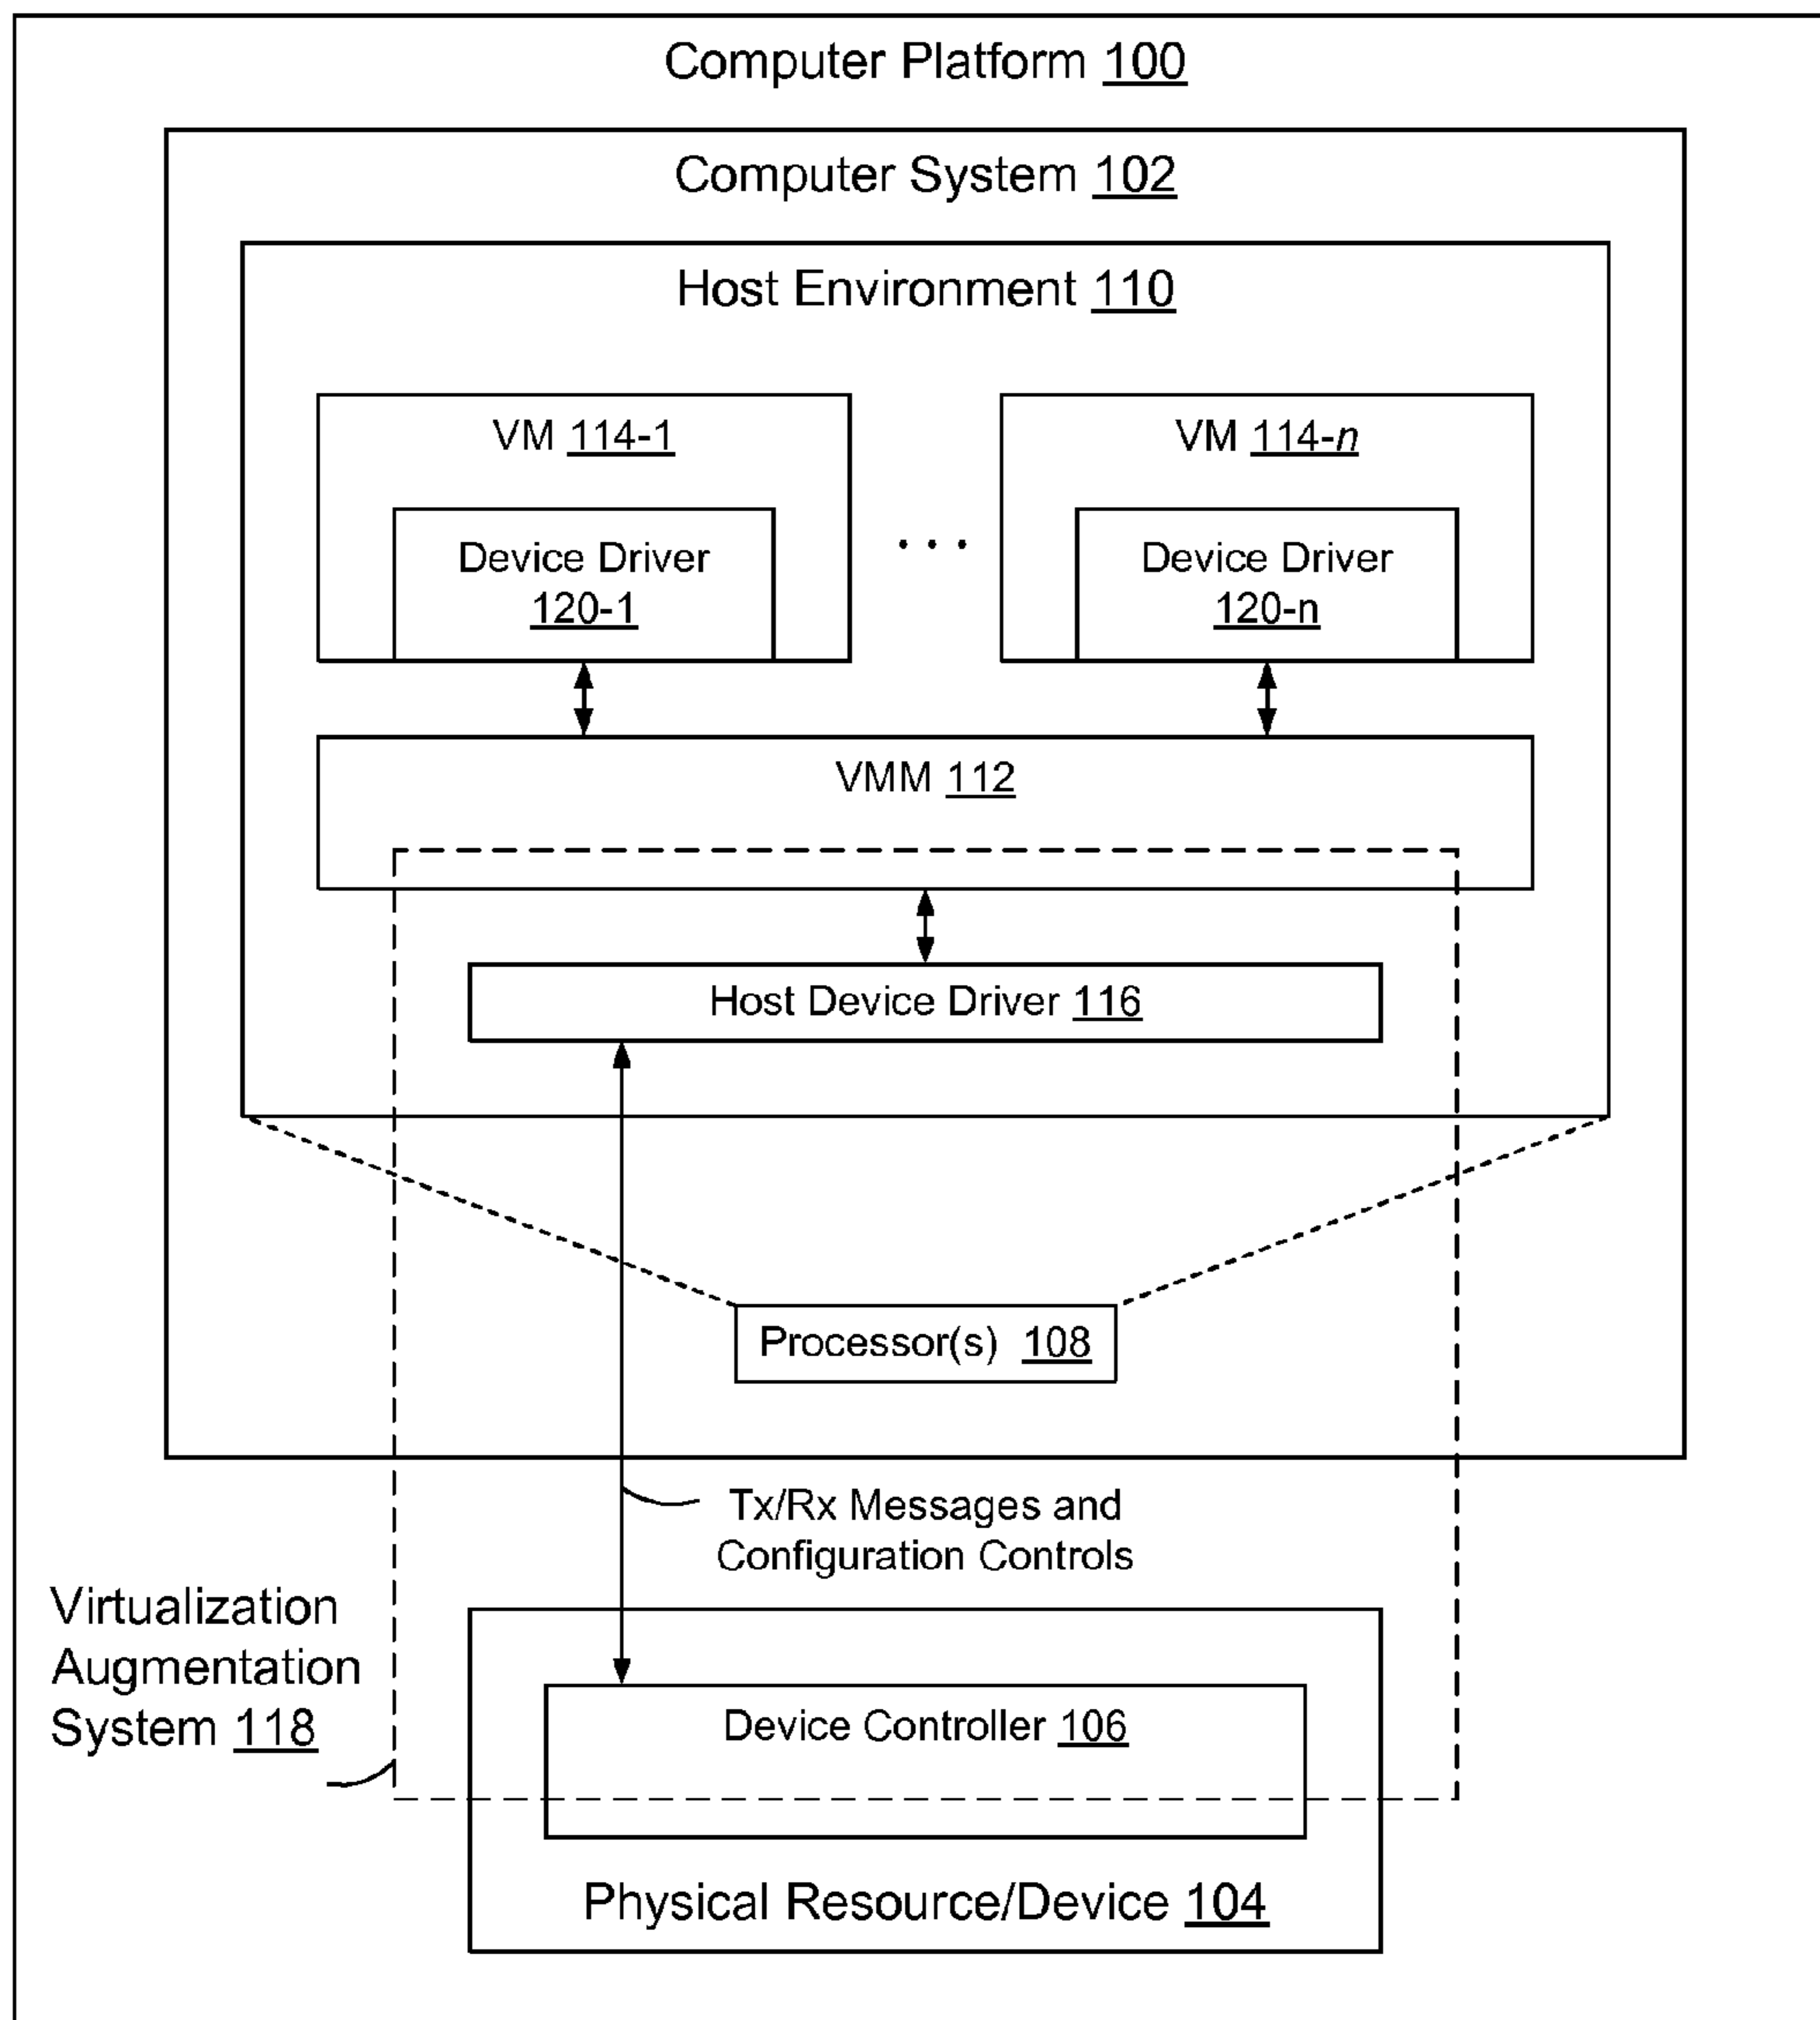 Computer Platform 100
Computer System 102
Host Environment 110
VM 114-1
VM 114-n
Device Driver
120-1
• • •
Device Driver
120-n
VMM 112
Host Device Driver 116
Processor(s) 108
Tx/Rx Messages and
Configuration Controls
Virtualization
Augmentation
System 118
Device Controller 106
Physical Resource/Device 104